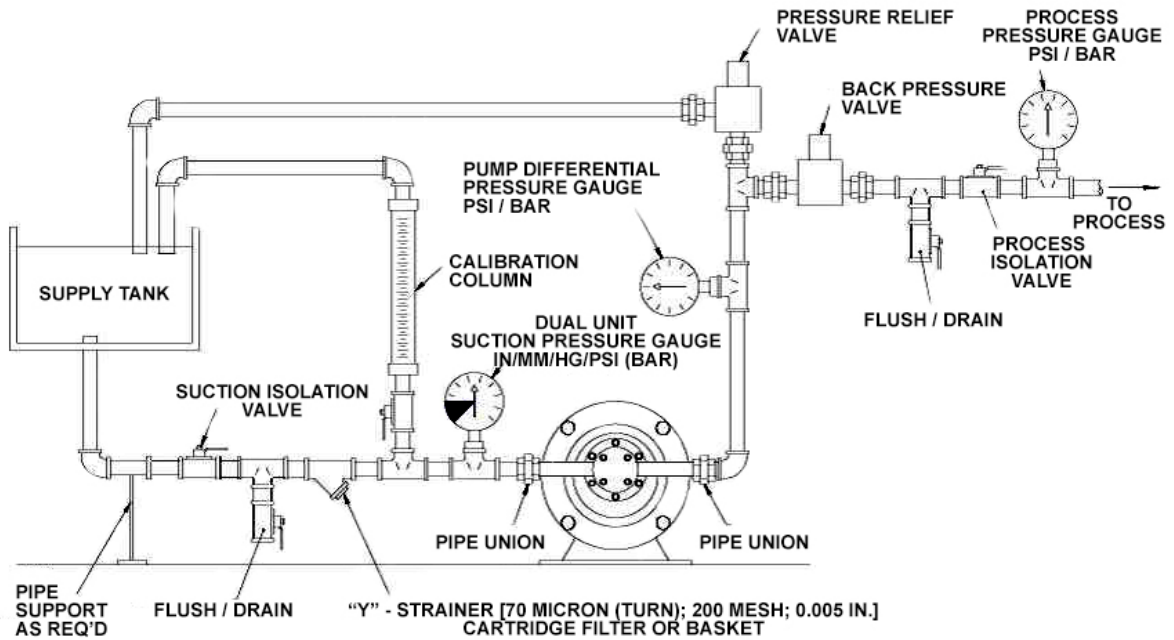 PRESSURE RELIEF
VALVE
PROCESS
PRESSURE GAUGE
PSI / BAR
BACK PRESSURE
VALVE
PUMP DIFFERENTIAL
PRESSURE GAUGE
PSI / BAR
TO
PROCESS
PROCESS
ISOLATION
VALVE
SUPPLY TANK
CALIBRATION
COLUMN
FLUSH / DRAIN
DUAL UNIT
SUCTION PRESSURE GAUGE
IN/MM/HG/PSI (BAR)
SUCTION ISOLATION
VALVE
PIPE UNION
PIPE UNION
PIPE
SUPPORT
AS REQ'D
FLUSH / DRAIN
“Y” - STRAINER [70 MICRON (TURN); 200 MESH; 0.005 IN.]
CARTRIDGE FILTER OR BASKET